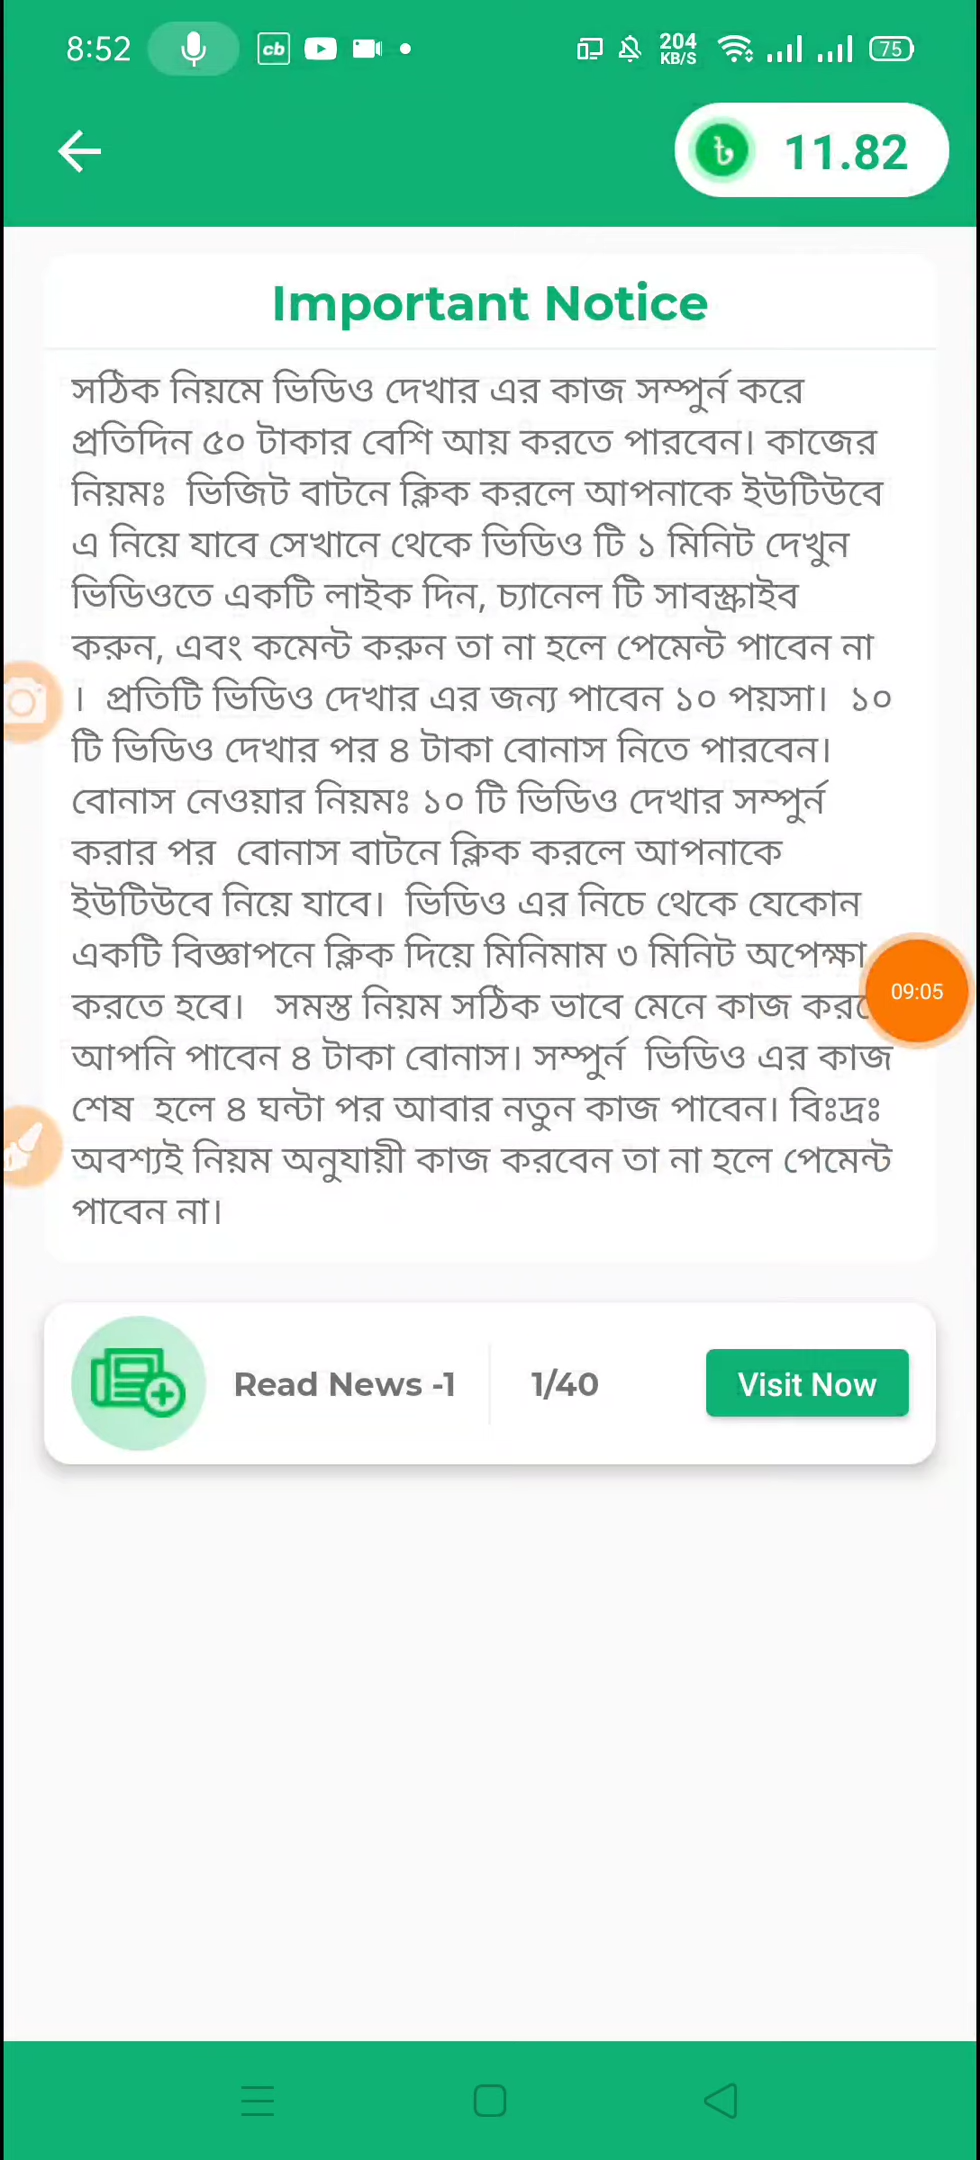 8:52 cb 204 KB/S 75
11.82
Important Notice
সঠিক নিয়মে ভিডিও দেখার এর কাজ সম্পুর্ন করে
প্রতিদিন ৫০ টাকার বেশি আয় করতে পারবেন। কাজের
নিয়মঃ ভিজিট বাটনে ক্লিক করলে আপনাকে ইউটিউবে
এ নিয়ে যাবে সেখানে থেকে ভিডিও টি ১ মিনিট দেখুন
ভিডিওতে একটি লাইক দিন, চ্যানেল টি সাবস্ক্রাইব
করুন, এবং কমেন্ট করুন তা না হলে পেমেন্ট পাবেন না
। প্রতিটি ভিডিও দেখার এর জন্য পাবেন ১০ পয়সা। ১০
টি ভিডিও দেখার পর ৪ টাকা বোনাস নিতে পারবেন।
বোনাস নেওয়ার নিয়মঃ ১০ টি ভিডিও দেখার সম্পুর্ন
করার পর বোনাস বাটনে ক্লিক করলে আপনাকে
ইউটিউবে নিয়ে যাবে। ভিডিও এর নিচে থেকে যেকোন
একটি বিজ্ঞাপনে ক্লিক দিয়ে মিনিমাম ৩ মিনিট অপেক্ষা
09:05
করতে হবে। সমস্ত নিয়ম সঠিক ভাবে মেনে কাজ
আপনি পাবেন ৪ টাকা বোনাস। সম্পুর্ন ভিডিও এর কাজ
শেষ হলে ৪ ঘন্টা পর আবার নতুন কাজ পাবেন। বিঃদ্রঃ
অবশ্যই নিয়ম অনুযায়ী কাজ করবেন তা না হলে পেমেন্ট
পাবেন না।
Read News -1 1/40 Visit Now